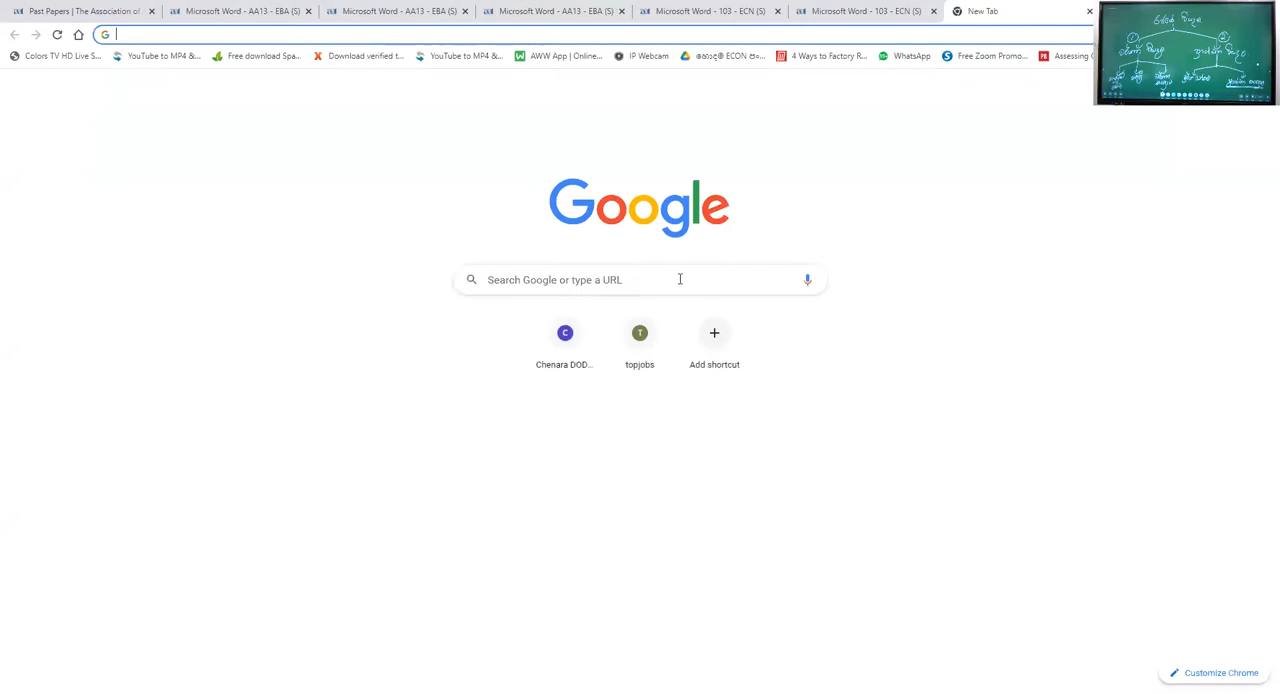 Past Papers | The Association of
Microsoft Word - AA13 - EBA (S)
Microsoft Word - AA13 - EBA (S)
Microsoft Word - AA13 - EBA (S)
Microsoft Word - 103 - ECN (S)
Microsoft Word - 103 - ECN (S)
New Tab
Colors TV HD Live S...
YouTube to MP4 &...
Free download Spa...
Download verified t...
YouTube to MP4 &...
AWW App | Online...
IP Webcam
ECON
4 Ways to Factory R...
WhatsApp
Free Zoom Promo...
Assessing
Google
Search Google or type a URL
C
T
Chenara DOD...
topjobs
Add shortcut
Customize Chrome